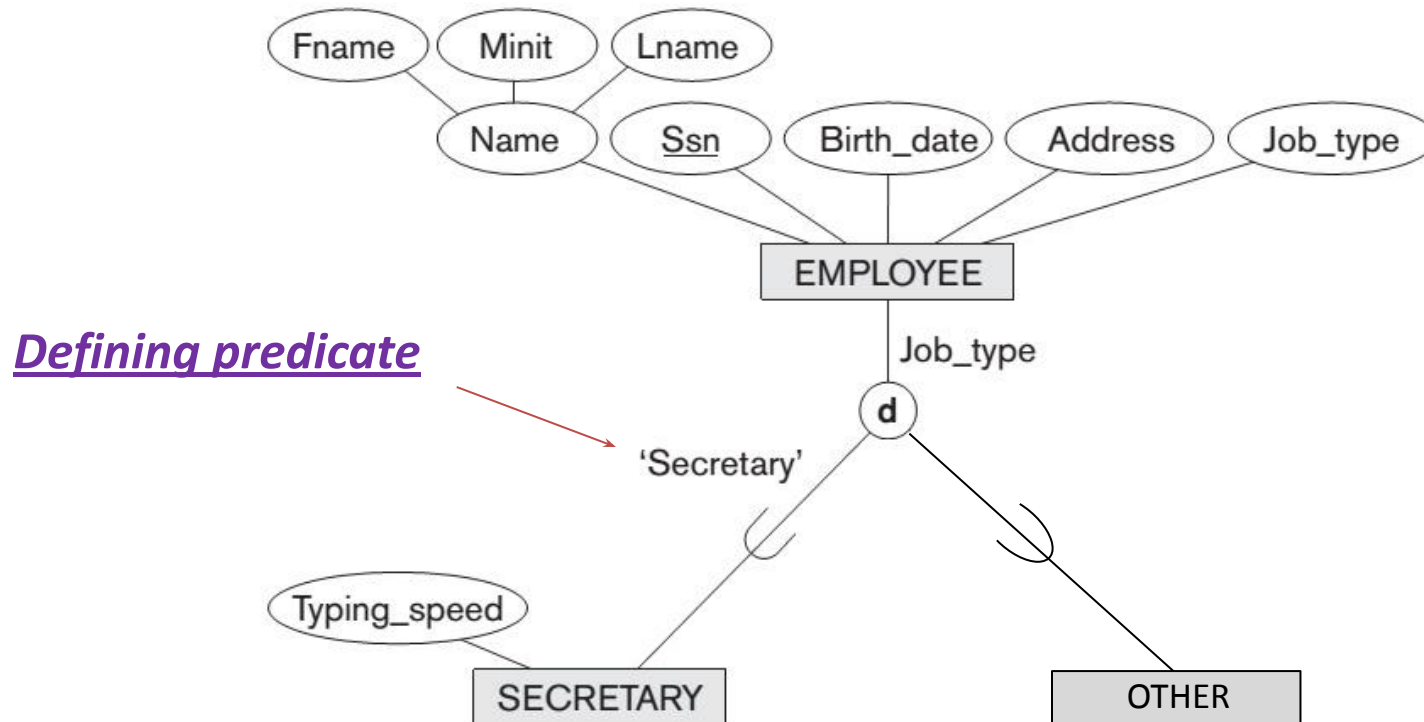 Fname
Minit
Lname
Name
Ssn
Birth_date
Address
Job_type
EMPLOYEE
Defining predicate
Job_type
d
‘Secretary’
Typing_speed
SECRETARY
OTHER